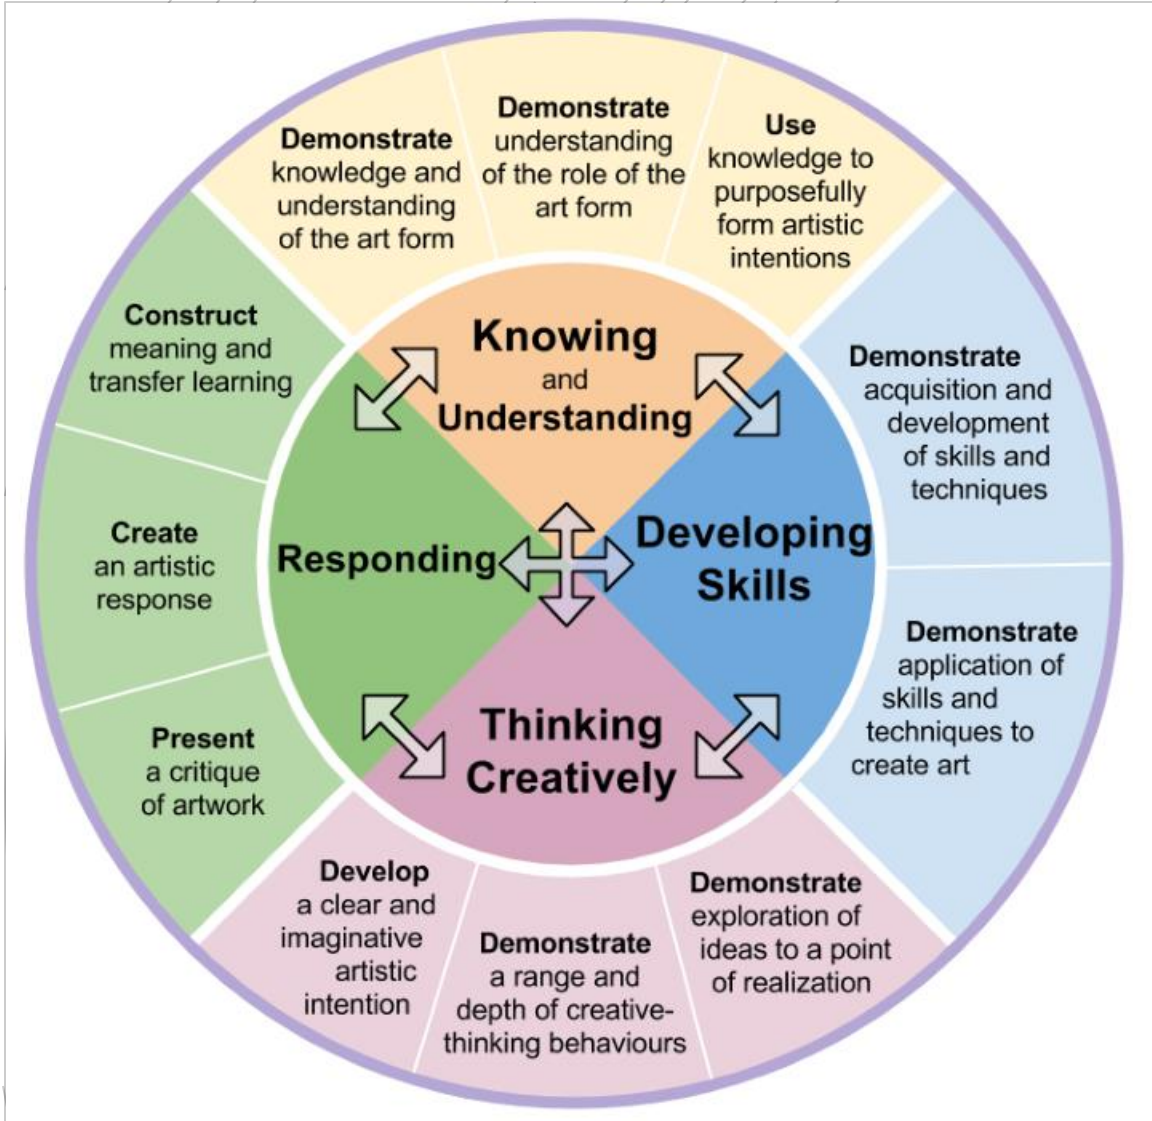 Demonstrate
knowledge and
understanding
of the art form
Demonstrate
understanding
of the role of the
art form
Use
knowledge to
purposefully
form artistic
intentions
Demonstrate
acquisition and
development
of skills and
techniques
Demonstrate
application of
skills and
techniques to
create art
Demonstrate
exploration of
ideas to a point
of realization
Demonstrate
a range and
depth of creative-
thinking behaviours
Develop
a clear and
imaginative
artistic
intention
Present
a critique
of artwork
Create
an artistic
response
Construct
meaning and
transfer learning
Knowing
and
Understanding
Developing
Skills
Thinking
Creatively
Responding